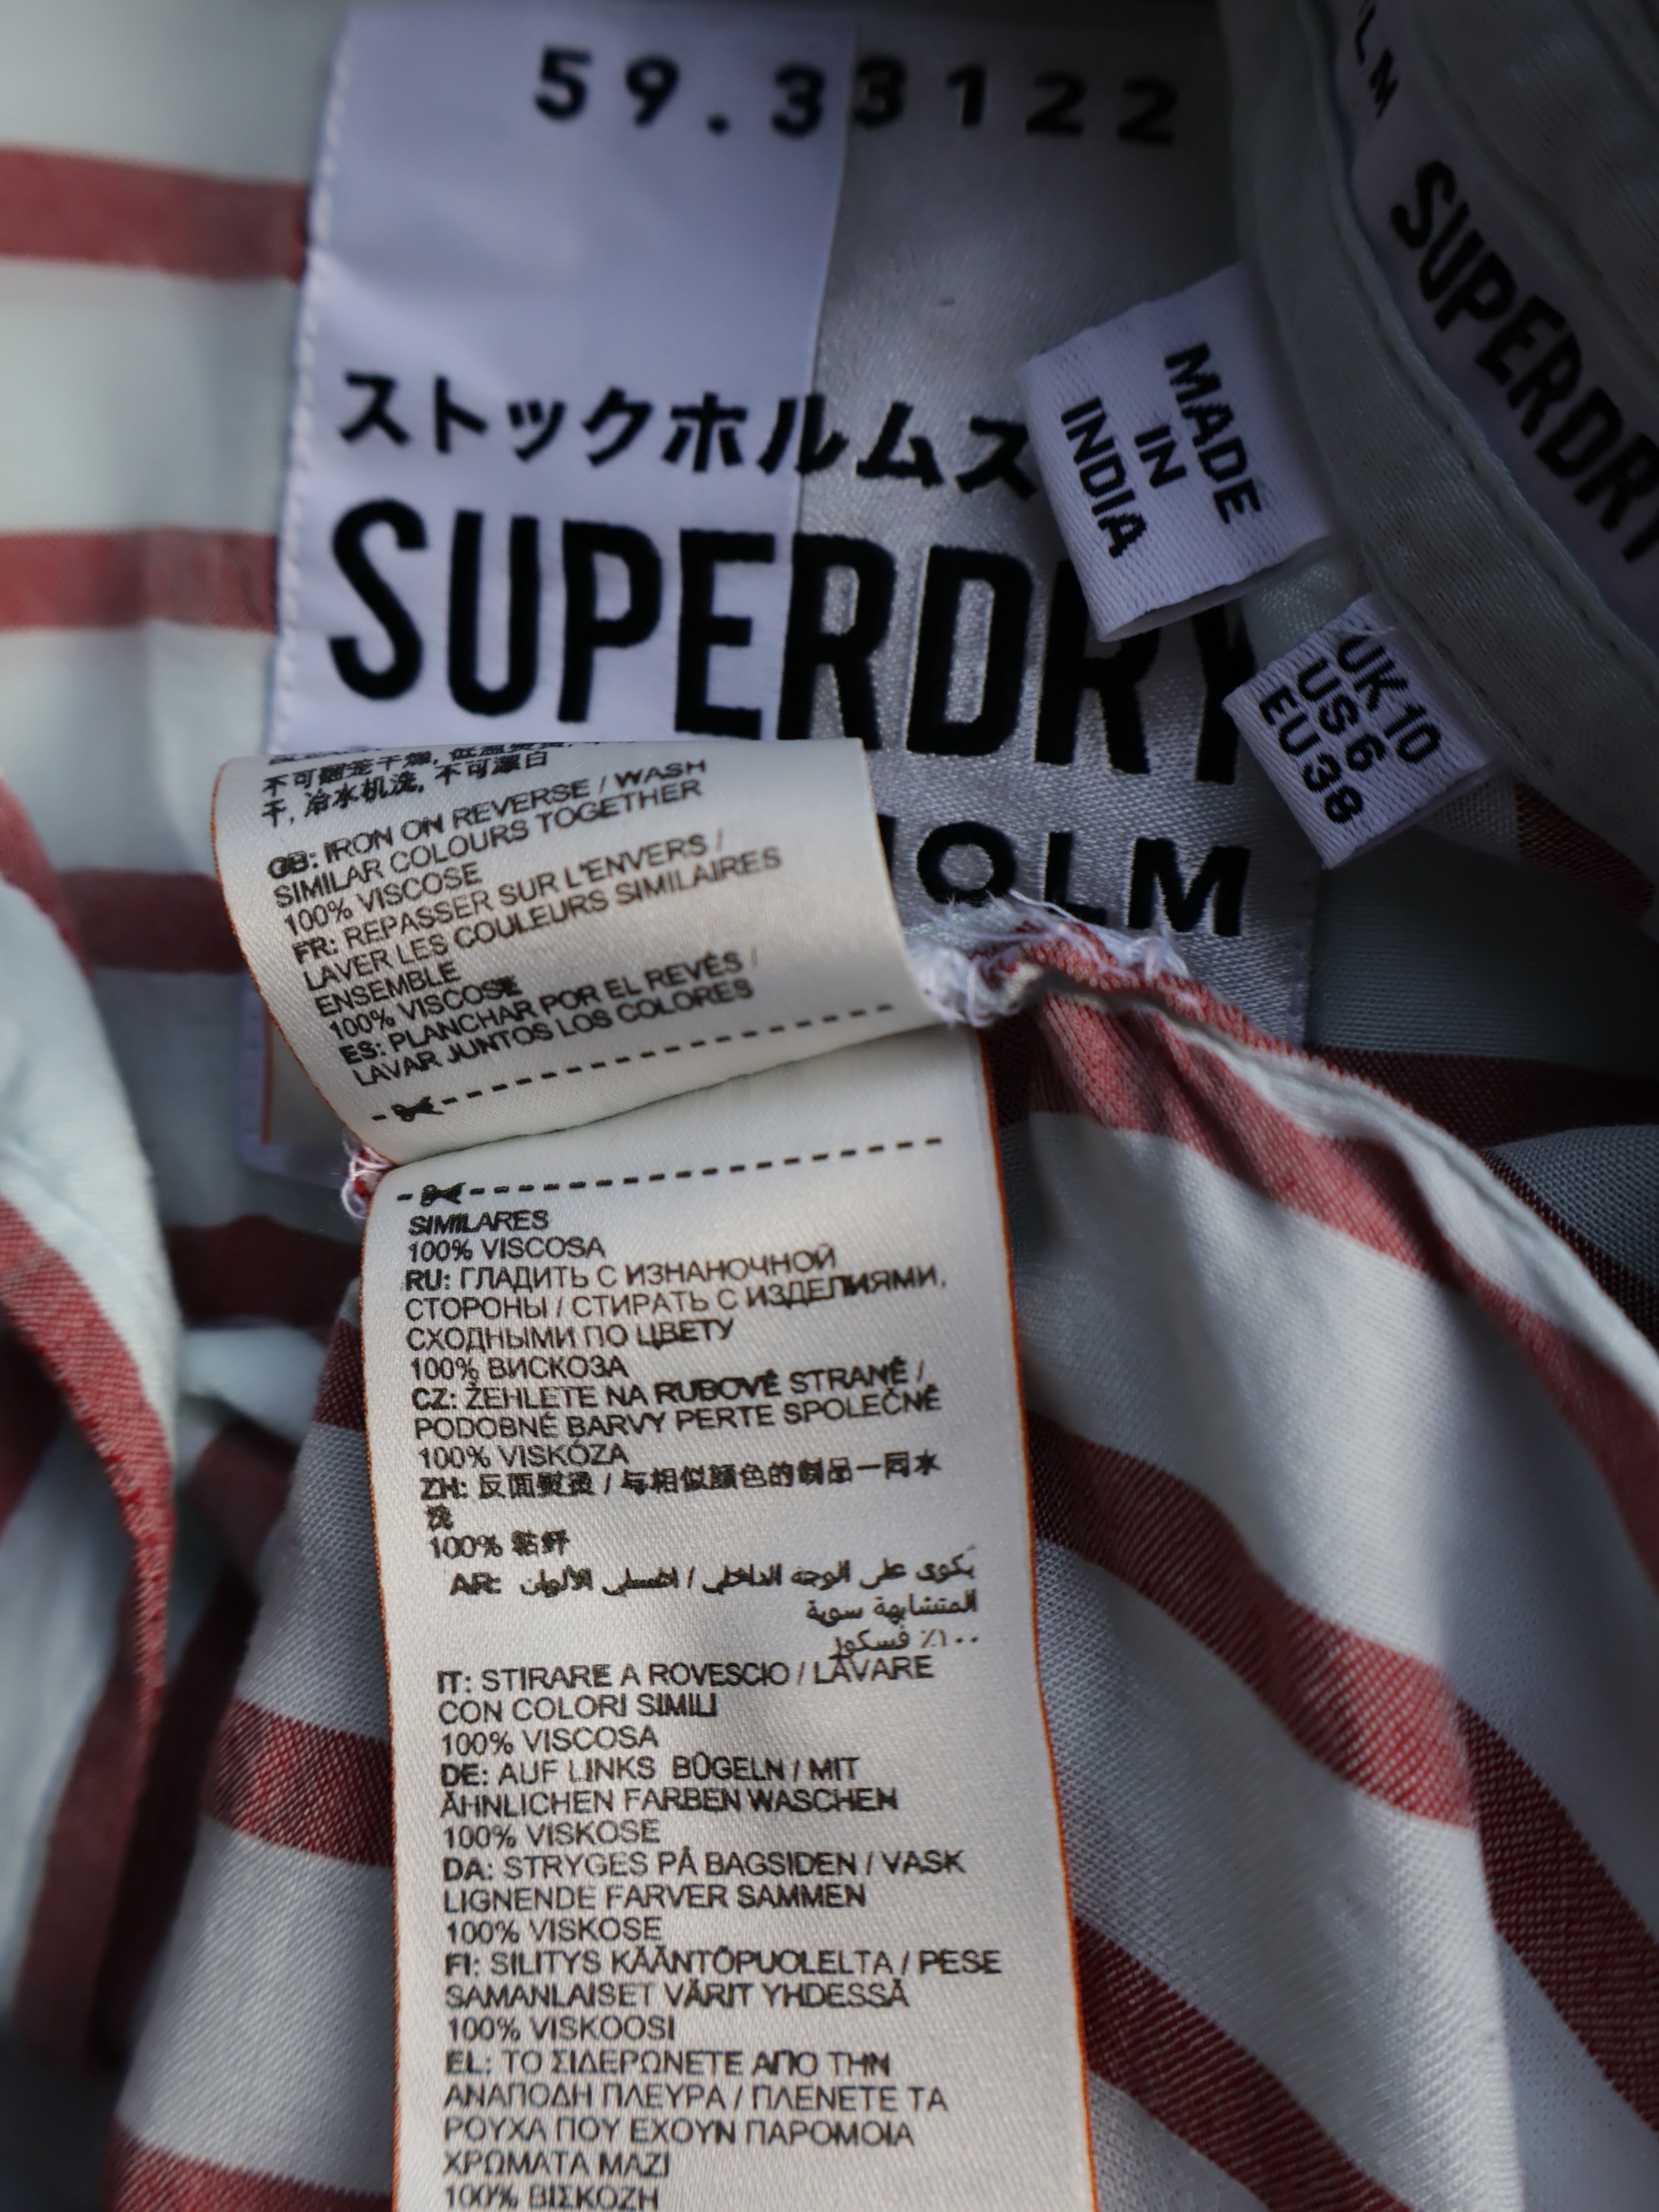 59.33122
ストックホルムス
SUPERDRY
OLM
MADE
IN
INDIA
UK 10
US 6
EU 38
LM
SUPERDRY
不可翻笼干燥, 低温熨烫,
干, 冷水机洗, 不可漂白
GB: IRON ON REVERSE / WASH
SIMILAR COLOURS TOGETHER
100% VISCOSE
FR: REPASSER SUR L'ENVERS /
LAVER LES COULEURS SIMILAIRES
ENSEMBLE
100% VISCOSE
ES: PLANCHAR POR EL REVÉS /
LAVAR JUNTOS LOS COLORES
SIMILARES
100% VISCOSA
RU: ГЛАДИТЬ С ИЗНАНОЧНОЙ
СТОРОНЫ / СТИРАТЬ С ИЗДЕЛИЯМИ,
СХОДНЫМИ ПО ЦВЕТУ
100% ВИСКОЗА
CZ: ŽEHLETE NA RUBOVÉ STRANĚ /
PODOBNÉ BARVY PERTE SPOLEČNĚ
100% VISKÓZA
ZH: 反面熨烫 / 与相似颜色的制品一同水
洗
100% 黏纤
AR: يكوى على الوجه الداخلي / اغسلي الألوان
المتشابهة سوية
١٠٠٪ فسكوز
IT: STIRARE A ROVESCIO / LAVARE
CON COLORI SIMILI
100% VISCOSA
DE: AUF LINKS BÜGELN / MIT
ÄHNLICHEN FARBEN WASCHEN
100% VISKOSE
DA: STRYGES PÅ BAGSIDEN / VASK
LIGNENDE FARVER SAMMEN
100% VISKOSE
FI: SILITYS KÄÄNTÖPUOLELTA / PESE
SAMANLAISET VÄRIT YHDESSÄ
100% VISKOOSI
EL: ΤΟ ΣΙΔΕΡΩΝΕΤΕ ΑΠΟ ΤΗΝ
ΑΝΑΠΟΔΗ ΠΛΕΥΡΑ / ΠΛΕΝΕΤΕ ΤΑ
ΡΟΥΧΑ ΠΟΥ ΕΧΟΥΝ ΠΑΡΟΜΟΙΑ
ΧΡΩΜΑΤΑ ΜΑΖΙ
100% ΒΙΣΚΟΖΗ